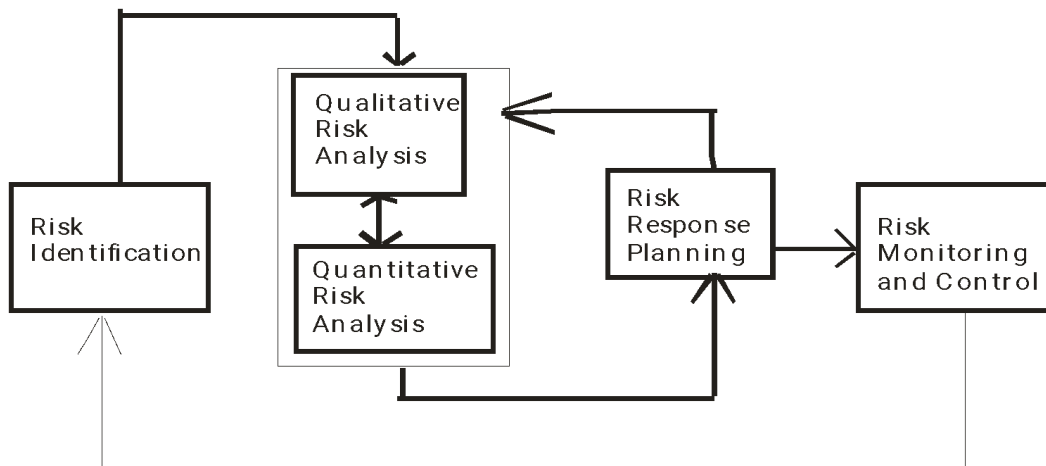 Qualitative
Risk
Analysis
Risk
Identification
Quantitative
Risk
Analysis
Risk
Response
Planning
Risk
Monitoring
and Control